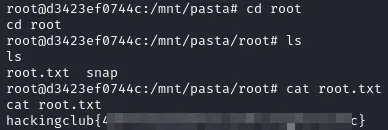 root@d3423ef0744c:/mnt/pasta# cd root
cd root
root@d3423ef0744c:/mnt/pasta/root# ls
ls
root.txt  snap
root@d3423ef0744c:/mnt/pasta/root# cat root.txt
cat root.txt
hackingclub{4 c}